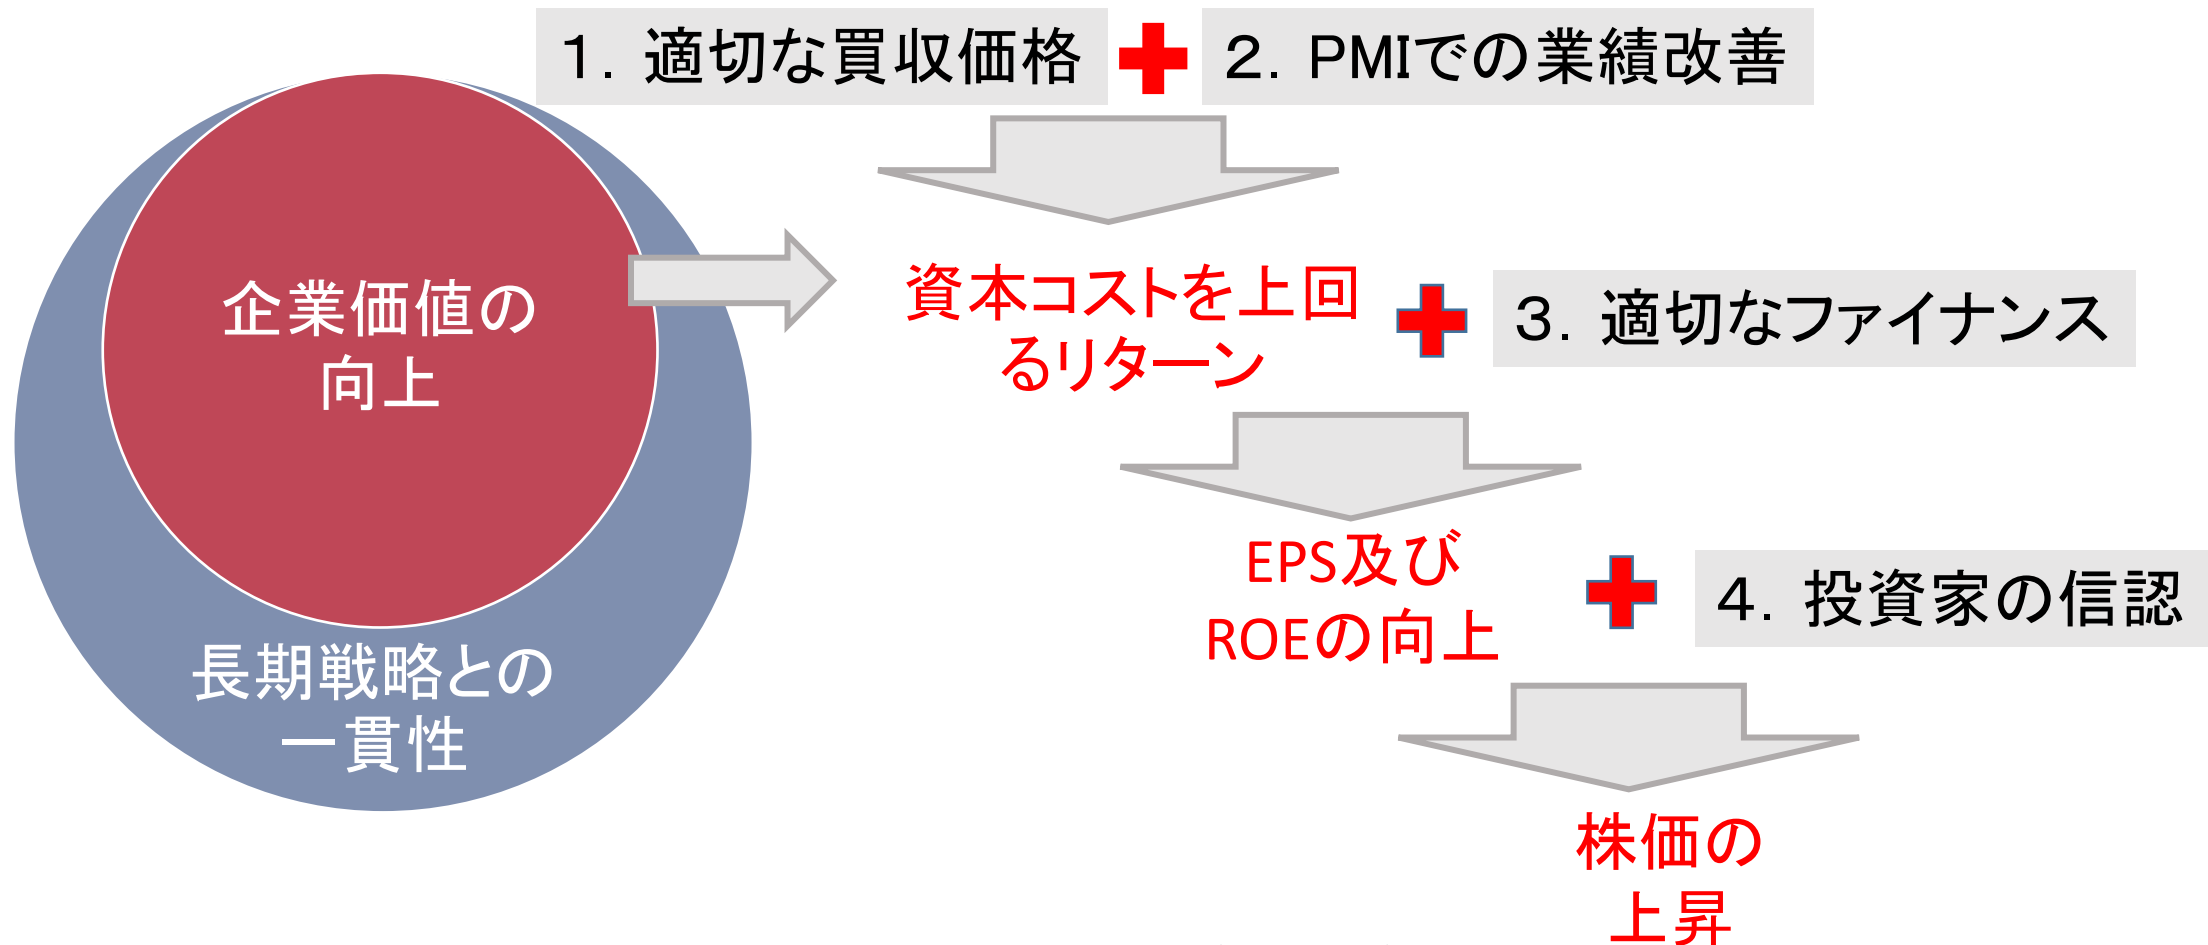 １．適切な買収価格
２．PMIでの業績改善
企業価値の
向上
長期戦略との
一貫性
資本コストを上回
るリターン
３．適切なファイナンス
EPS及び
ROEの向上
４．投資家の信認
株価の
上昇